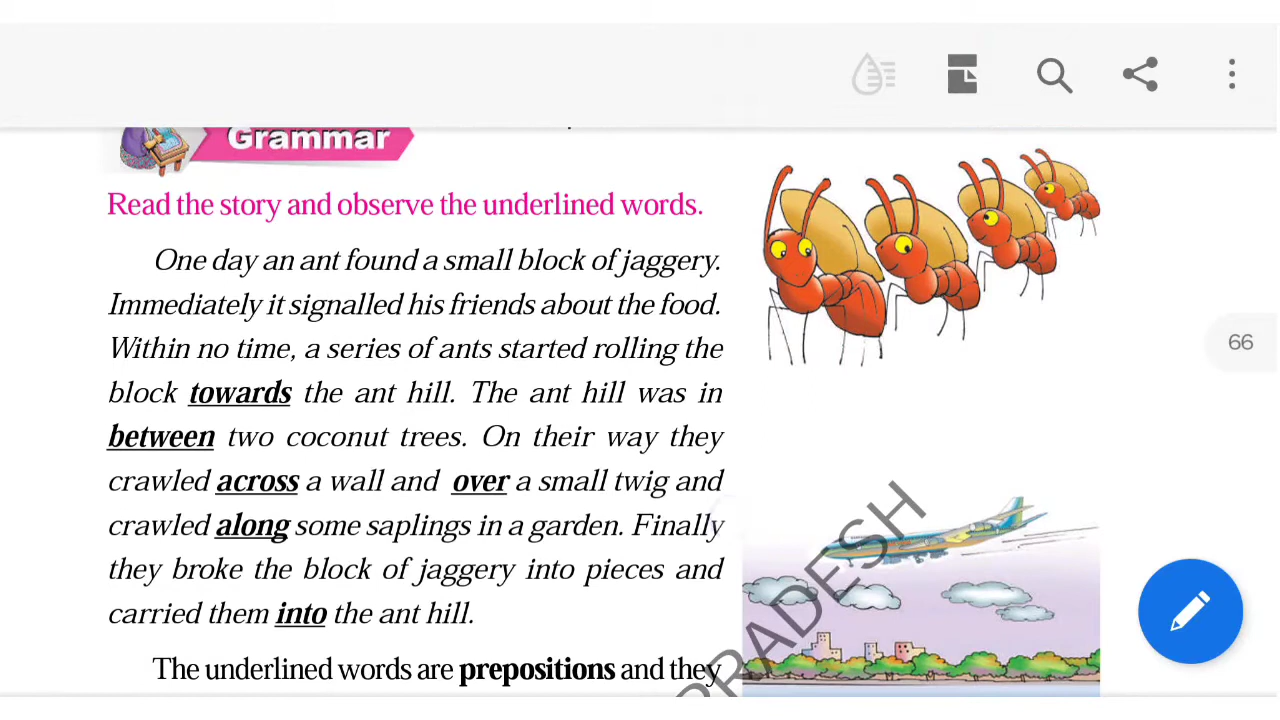 Grammar
Read the story and observe the underlined words.
One day an ant found a small block of jaggery.
Immediately it signalled his friends about the food.
Within no time, a series of ants started rolling the
block towards the ant hill. The ant hill was in
between two coconut trees. On their way they
crawled across a wall and over a small twig and
crawled along some saplings in a garden. Finally
they broke the block of jaggery into pieces and
carried them into the ant hill.
The underlined words are prepositions and they
66
PRADESH